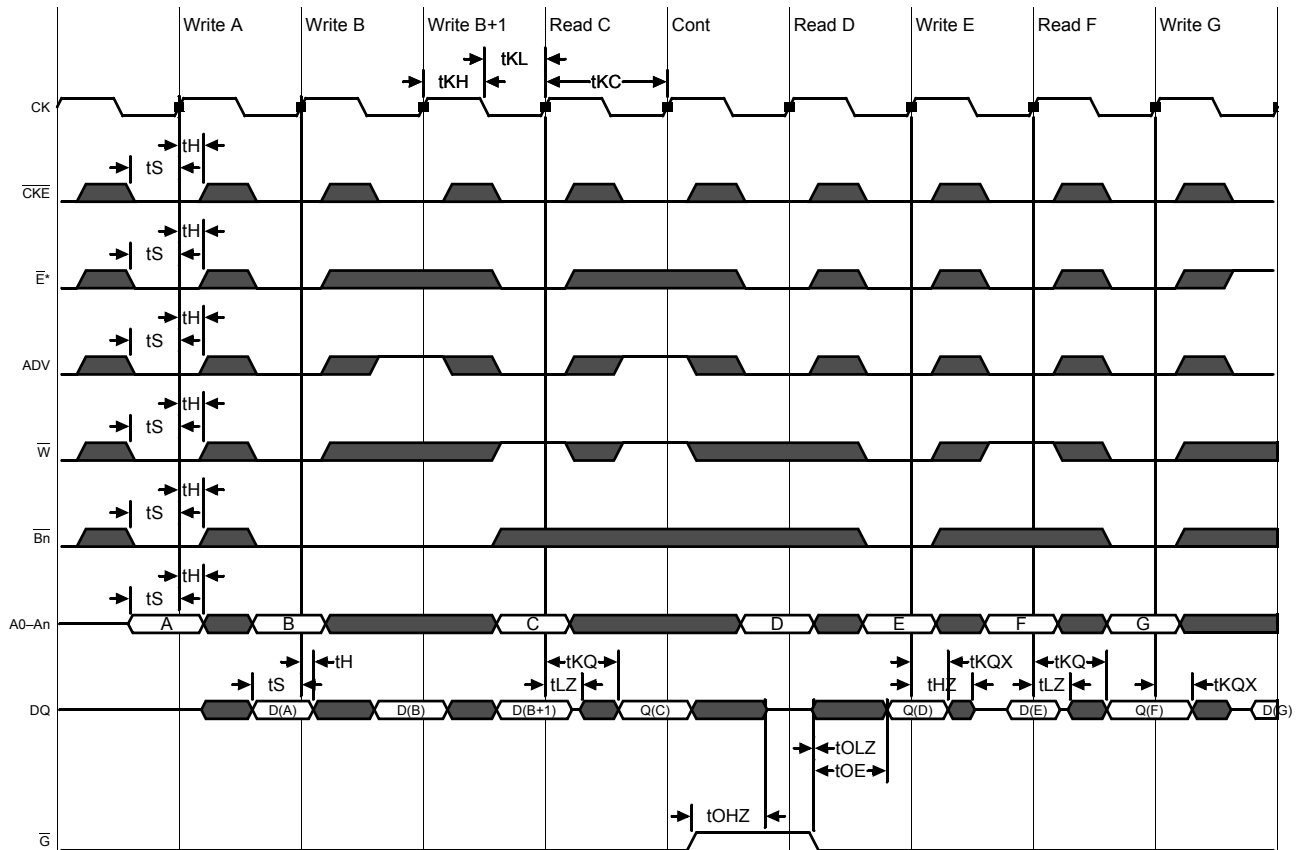 Write A Write B Write B+1 Read C Cont Read D Write E Read F Write G
tKL
tKH tKC
CK
tH
tS
CKE
tH
tS
E*
tH
tS
ADV
tH
tS
W
tH
tS
Bn
tH
tS
A0–An A B C D E F G
tH tKQ tKQX tKQ
tS tLZ tHZ tLZ tKQX
DQ D(A) D(B) D(B+1) Q(C) Q(D) D(E) Q(F) D(G)
tOLZ
tOE
tOHZ
G